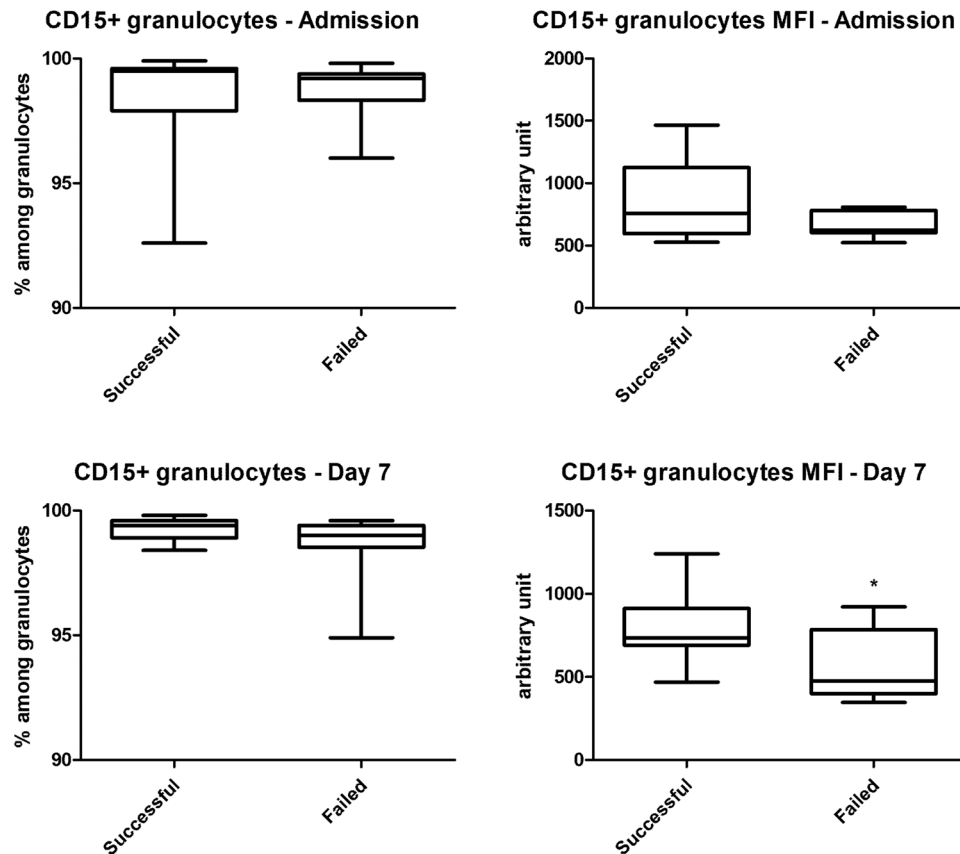 CD15+ granulocytes - Admission
% among granulocytes
100
95
90
Successful
Failed
CD15+ granulocytes MFI - Admission
arbitrary unit
2000
1500
1000
500
0
Successful
Failed
CD15+ granulocytes - Day 7
% among granulocytes
100
95
90
Successful
Failed
CD15+ granulocytes MFI - Day 7
arbitrary unit
1500
1000
500
0
*
Successful
Failed